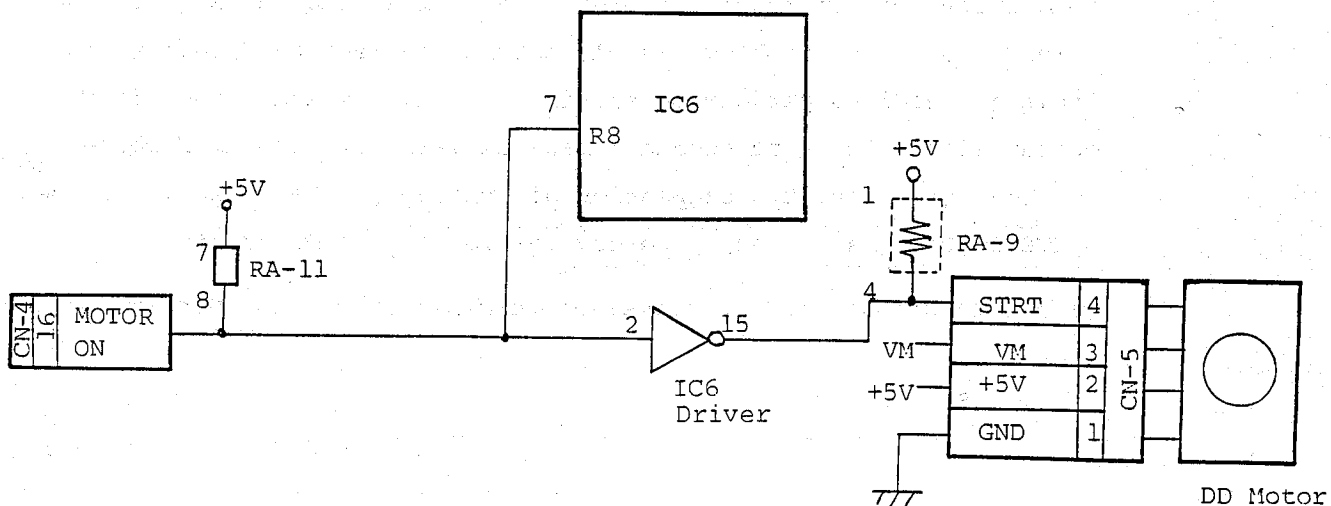 7
IC6
R8
+5V
1
RA-9
+5V
7
RA-11
8
CN-4
16
MOTOR
ON
2
15
IC6
Driver
4
STRT
4
VM
VM
3
+5V
+5V
2
GND
1
CN-5
DD Motor